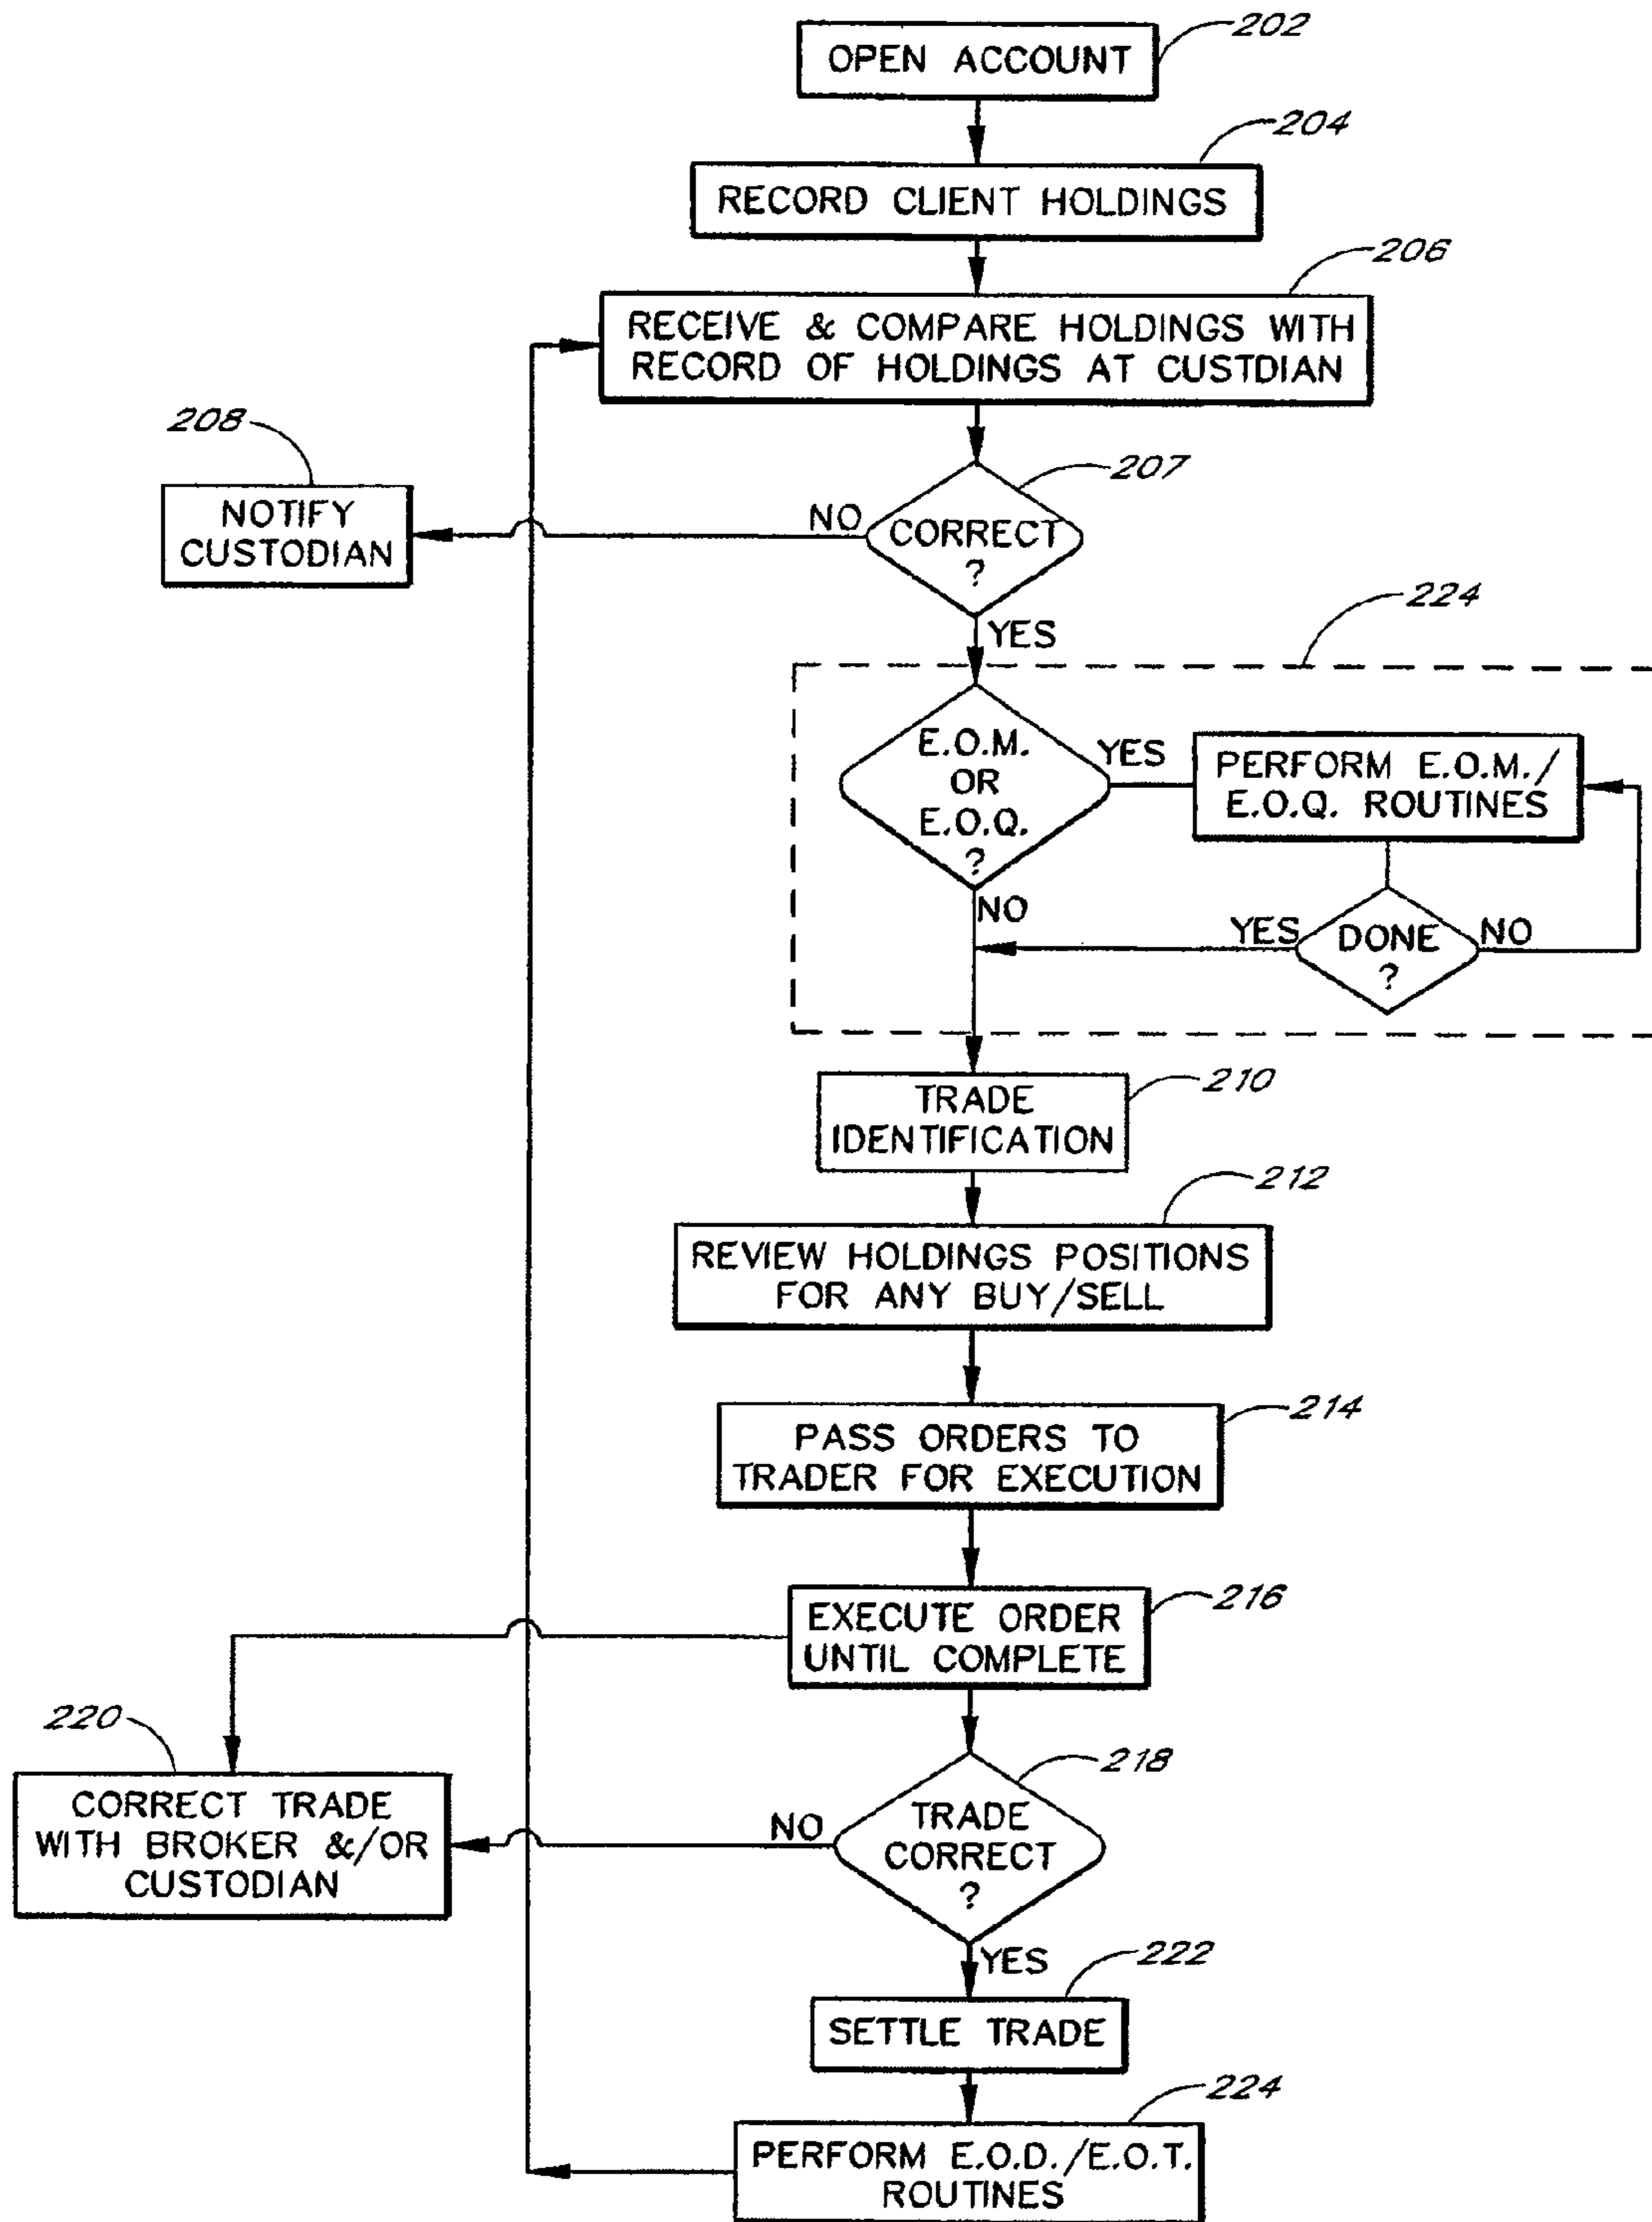 202
OPEN ACCOUNT
204
RECORD CLIENT HOLDINGS
206
RECEIVE & COMPARE HOLDINGS WITH
RECORD OF HOLDINGS AT CUSTDIAN
208
NOTIFY
CUSTODIAN
207
NO
CORRECT
?
YES
224
E.O.M.
OR
E.O.Q.
?
YES
PERFORM E.O.M./
E.O.Q. ROUTINES
NO
YES
DONE
?
NO
210
TRADE
IDENTIFICATION
212
REVIEW HOLDINGS POSITIONS
FOR ANY BUY/SELL
214
PASS ORDERS TO
TRADER FOR EXECUTION
216
EXECUTE ORDER
UNTIL COMPLETE
220
CORRECT TRADE
WITH BROKER &/OR
CUSTODIAN
218
NO
TRADE
CORRECT
?
YES
222
SETTLE TRADE
224
PERFORM E.O.D./E.O.T.
ROUTINES